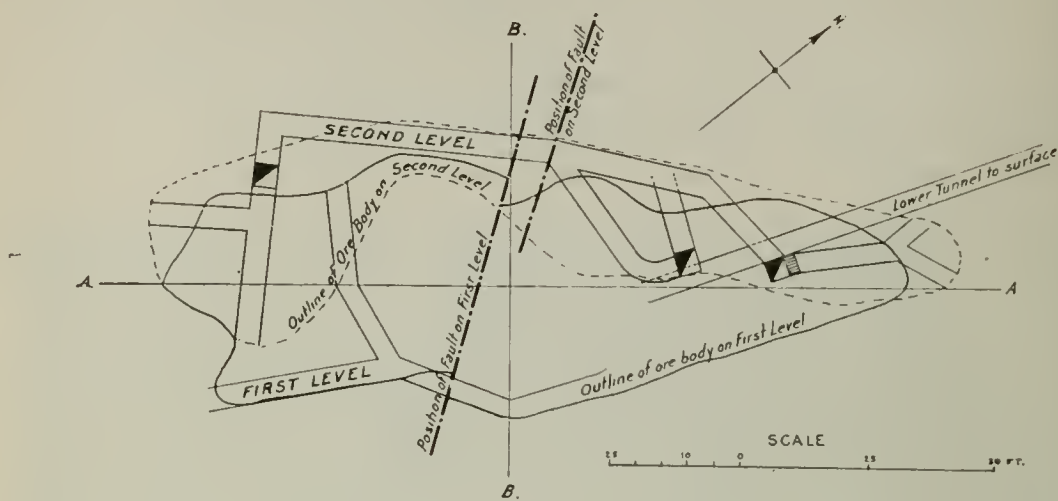 B.
N.
Position of Fault
on Second Level
SECOND LEVEL
Outline of Ore Body on Second Level
Lower Tunnel to surface
A.
A
Position of Fault on First Level
FIRST LEVEL
Outline of ore body on First Level
SCALE
25 10 0 25 50 FT.
B.